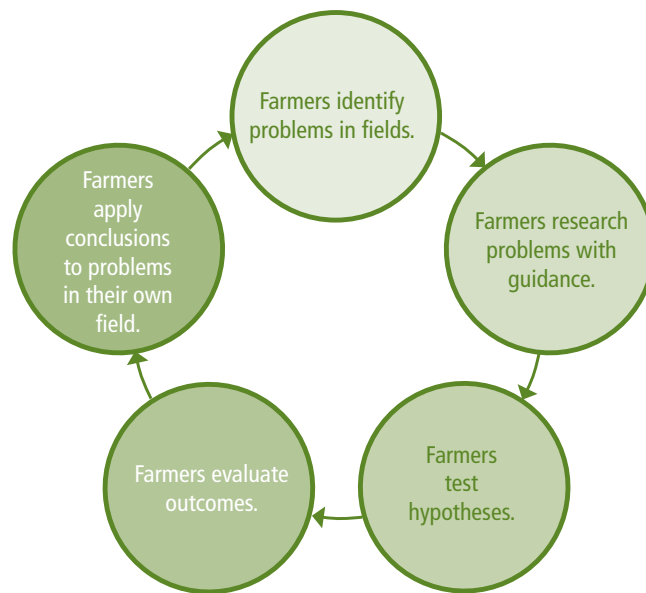 Farmers identify
problems in fields.
Farmers research
problems with
guidance.
Farmers
test
hypotheses.
Farmers evaluate
outcomes.
Farmers
apply
conclusions
to problems
in their own
field.